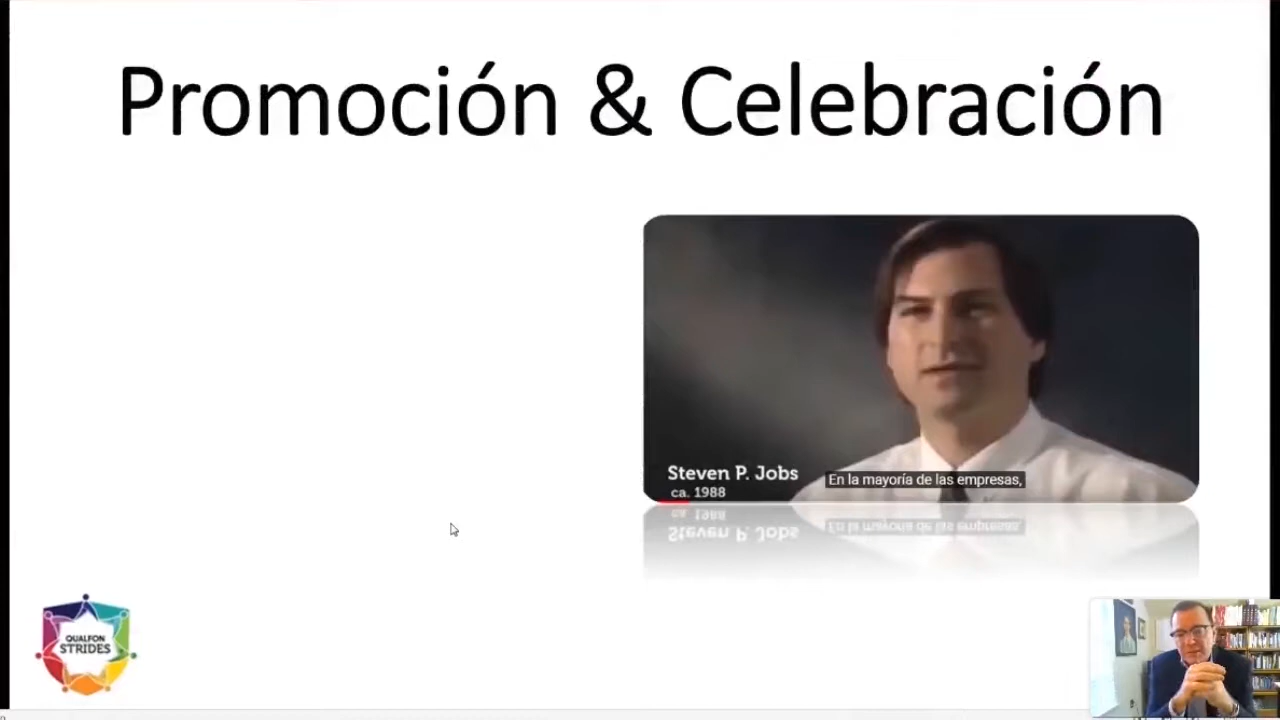 Promoción & Celebración
Steven P. Jobs
ca. 1988
En la mayoría de las empresas,
QUALFON
STRIDES